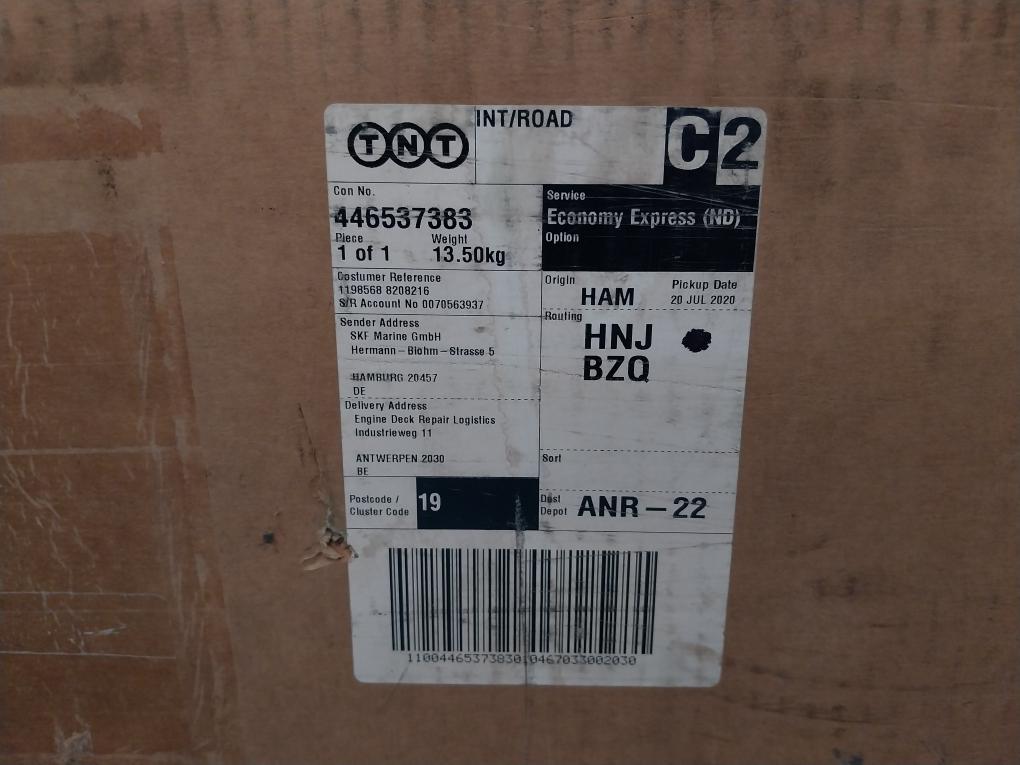 TNT
INT/ROAD
C2
Con No.
446537383
Piece Weight
1 of 1 13.50kg
Service
Economy Express (ND)
Option
Customer Reference
1198568 8208216
S/R Account No 0070563937
Origin
HAM
Pickup Date
20 JUL 2020
Sender Address
SKF Marine GmbH
Hermann-Blohm-Strasse 5
HAMBURG 20457
DE
Routing
HNJ
BZQ
Delivery Address
Engine Deck Repair Logistics
Industrieweg 11
ANTWERPEN 2030
BE
Sort
Postcode /
Cluster Code
19
Dest
Depot
ANR-22